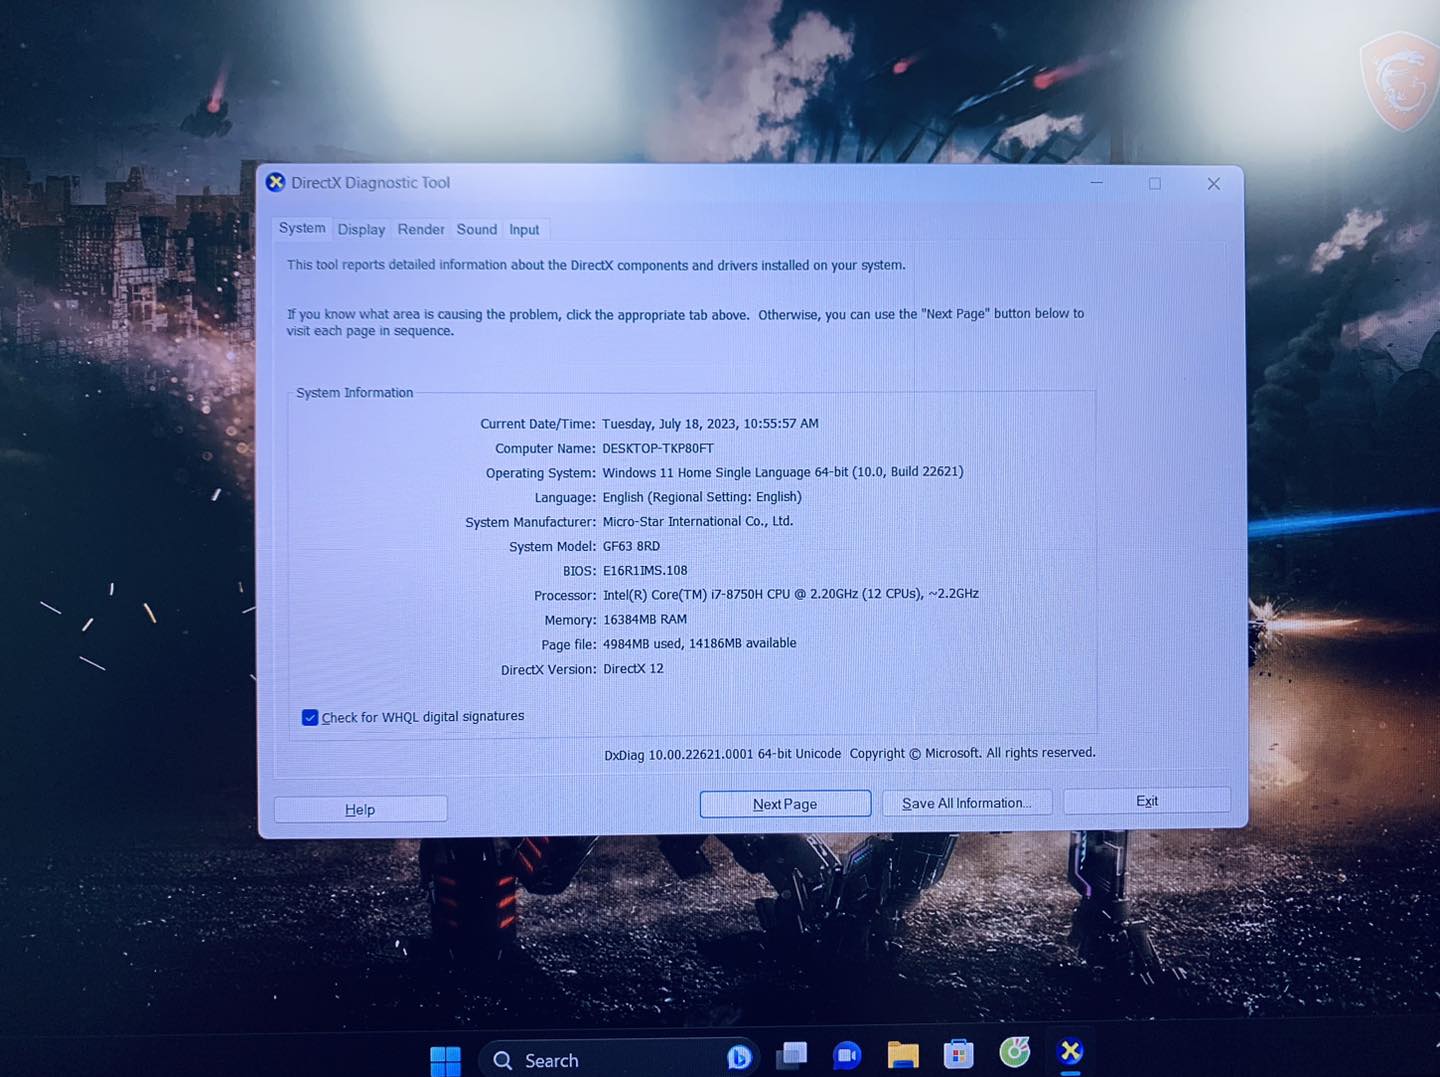 DirectX Diagnostic Tool
System Display Render Sound Input
This tool reports detailed information about the DirectX components and drivers installed on your system.
If you know what area is causing the problem, click the appropriate tab above.  Otherwise, you can use the "Next Page" button below to
visit each page in sequence.
System Information
Current Date/Time: Tuesday, July 18, 2023, 10:55:57 AM
Computer Name: DESKTOP-TKP80FT
Operating System: Windows 11 Home Single Language 64-bit (10.0, Build 22621)
Language: English (Regional Setting: English)
System Manufacturer: Micro-Star International Co., Ltd.
System Model: GF63 8RD
BIOS: E16R1IMS.108
Processor: Intel(R) Core(TM) i7-8750H CPU @ 2.20GHz (12 CPUs), ~2.2GHz
Memory: 16384MB RAM
Page file: 4984MB used, 14186MB available
DirectX Version: DirectX 12
Check for WHQL digital signatures
DxDiag 10.00.22621.0001 64-bit Unicode  Copyright © Microsoft. All rights reserved.
Help Next Page Save All Information... Exit
Search